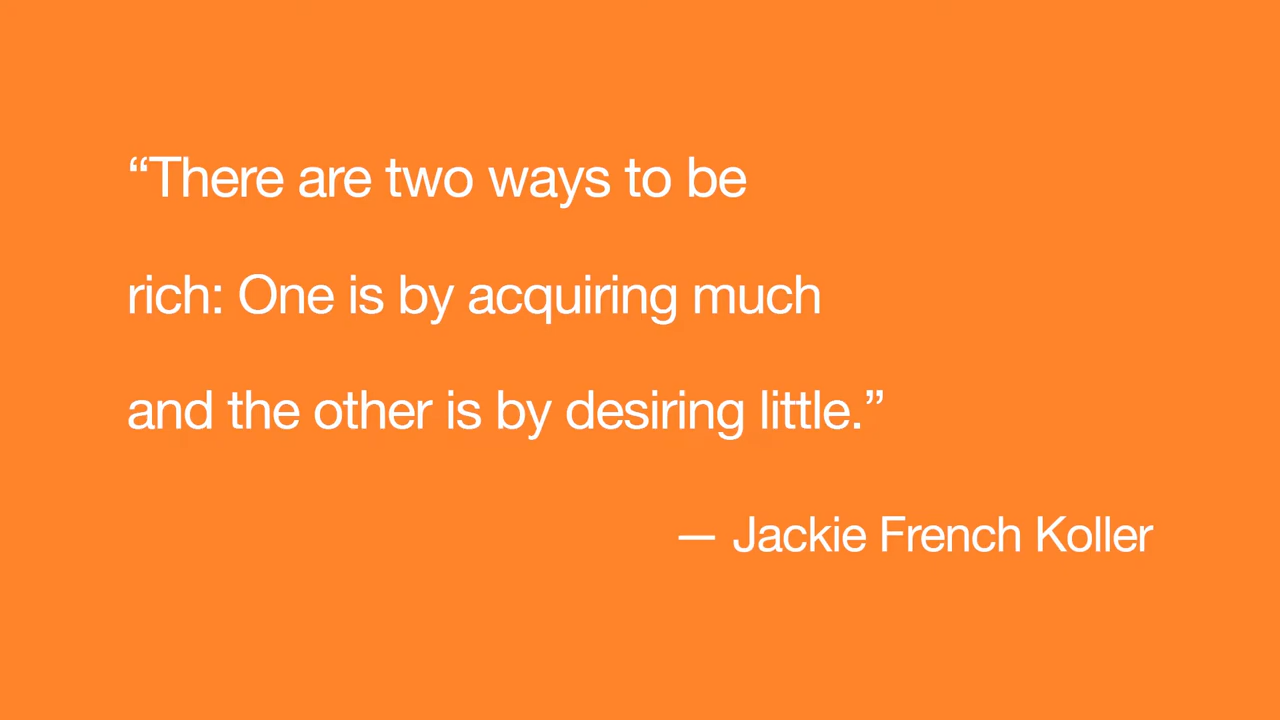 “There are two ways to be
rich: One is by acquiring much
and the other is by desiring little.”
— Jackie French Koller